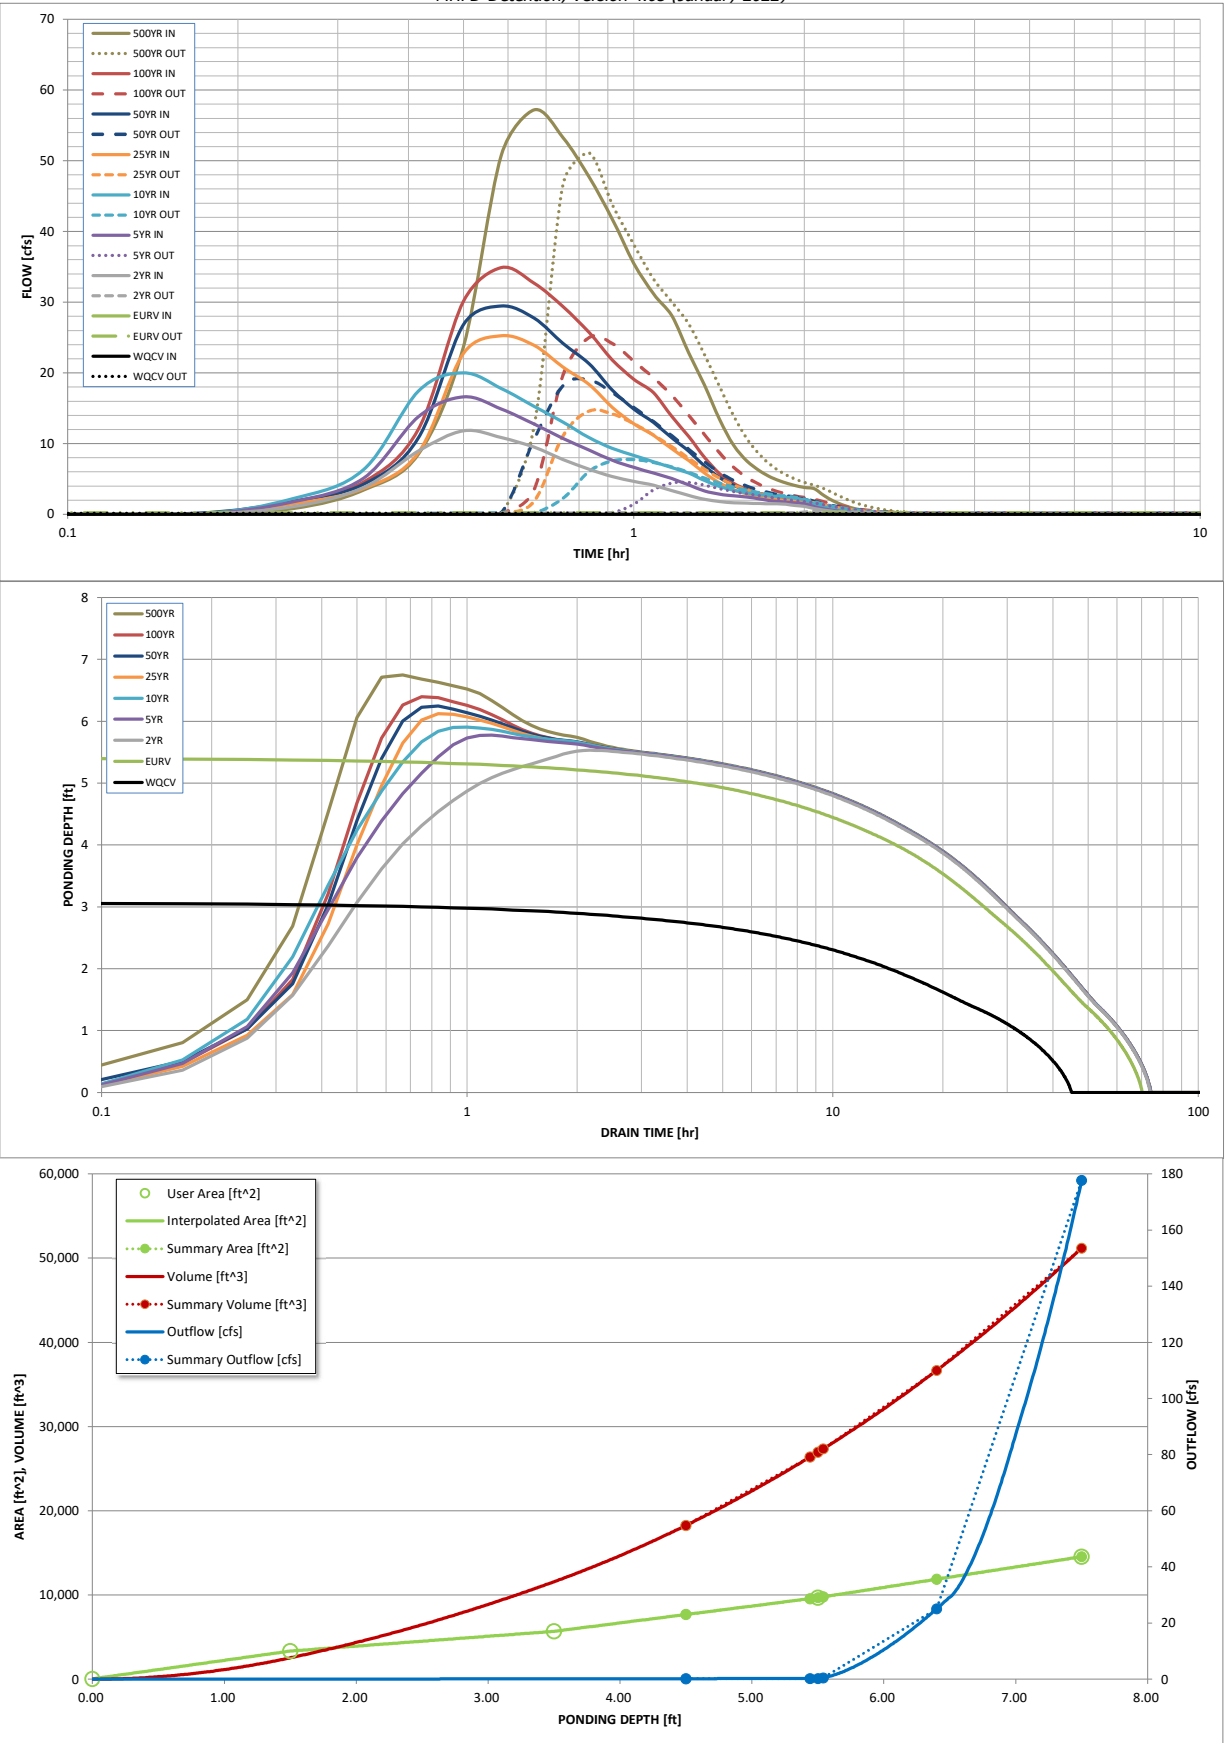 MHFD-Detention, Version 4.05 (January 2022)
70
60
50
40
30
20
10
0
FLOW [cfs]
500YR IN
500YR OUT
100YR IN
100YR OUT
50YR IN
50YR OUT
25YR IN
25YR OUT
10YR IN
10YR OUT
5YR IN
5YR OUT
2YR IN
2YR OUT
EURV IN
EURV OUT
WQCV IN
WQCV OUT
0.1
1
10
TIME [hr]
8
7
6
5
4
3
2
1
0
PONDING DEPTH [ft]
500YR
100YR
50YR
25YR
10YR
5YR
2YR
EURV
WQCV
0.1
1
10
100
DRAIN TIME [hr]
60,000
50,000
40,000
30,000
20,000
10,000
0
AREA [ft^2], VOLUME [ft^3]
User Area [ft^2]
Interpolated Area [ft^2]
Summary Area [ft^2]
Volume [ft^3]
Summary Volume [ft^3]
Outflow [cfs]
Summary Outflow [cfs]
180
160
140
120
100
80
60
40
20
0
OUTFLOW [cfs]
0.00
1.00
2.00
3.00
4.00
5.00
6.00
7.00
8.00
PONDING DEPTH [ft]